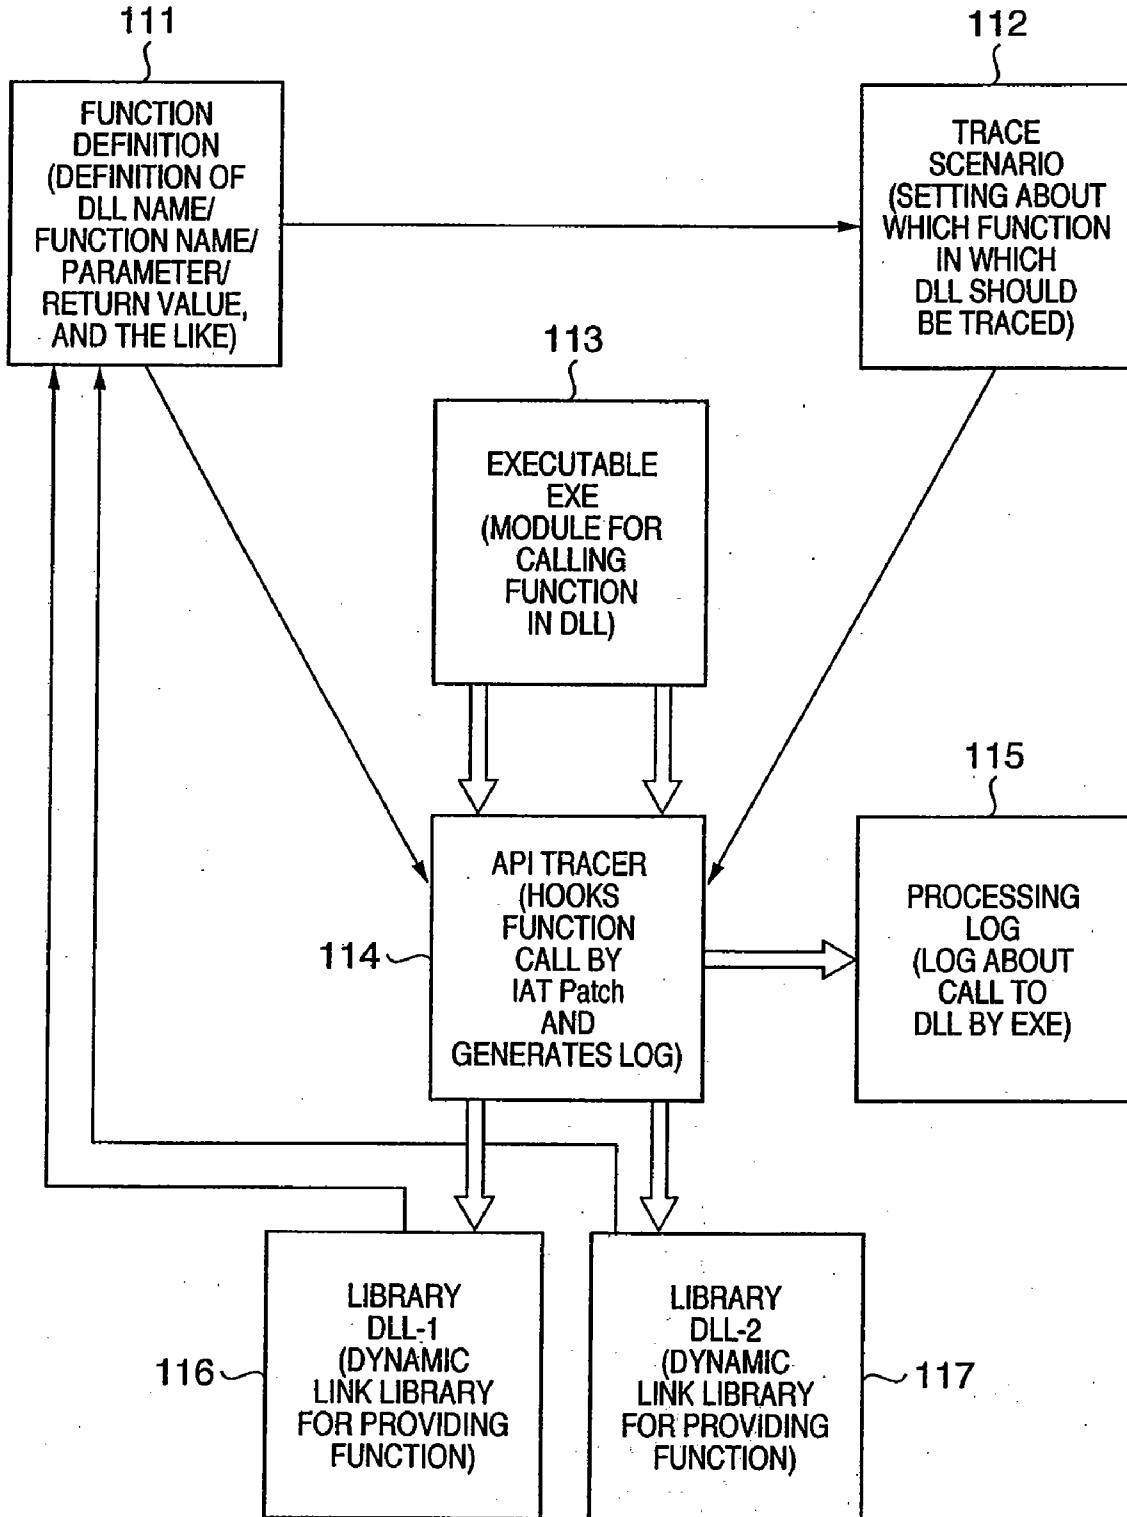 111
FUNCTION
DEFINITION
(DEFINITION OF
DLL NAME/
FUNCTION NAME/
PARAMETER/
RETURN VALUE,
AND THE LIKE)
112
TRACE
SCENARIO
(SETTING ABOUT
WHICH FUNCTION
IN WHICH
DLL SHOULD
BE TRACED)
113
EXECUTABLE
EXE
(MODULE FOR
CALLING
FUNCTION
IN DLL)
114
API TRACER
(HOOKS
FUNCTION
CALL BY
IAT Patch
AND
GENERATES LOG)
115
PROCESSING
LOG
(LOG ABOUT
CALL TO
DLL BY EXE)
116
LIBRARY
DLL-1
(DYNAMIC
LINK LIBRARY
FOR PROVIDING
FUNCTION)
LIBRARY
DLL-2
(DYNAMIC
LINK LIBRARY
FOR PROVIDING
FUNCTION)
117